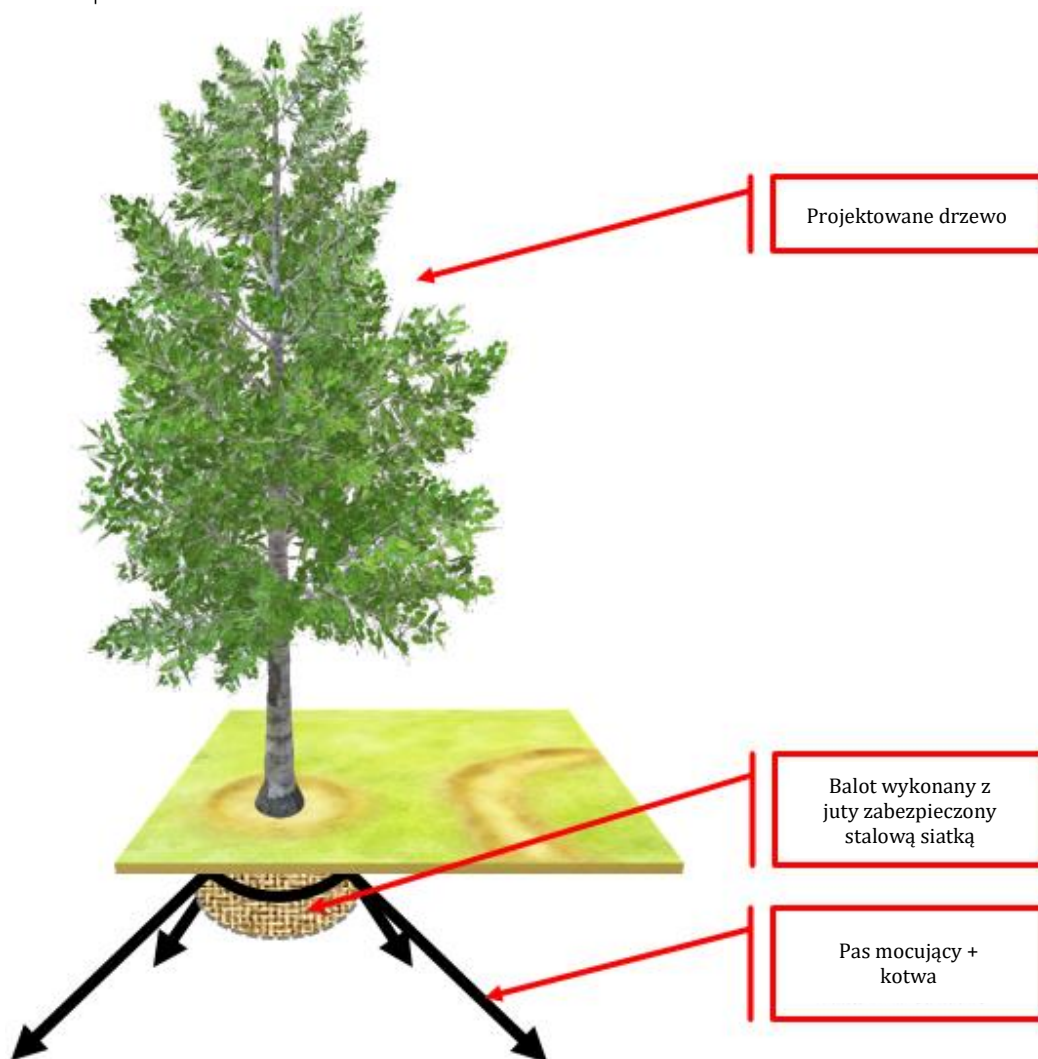 Projektowane drzewo
Balot wykonany z
juty zabezpieczony
stalową siatką
Pas mocujący +
kotwa